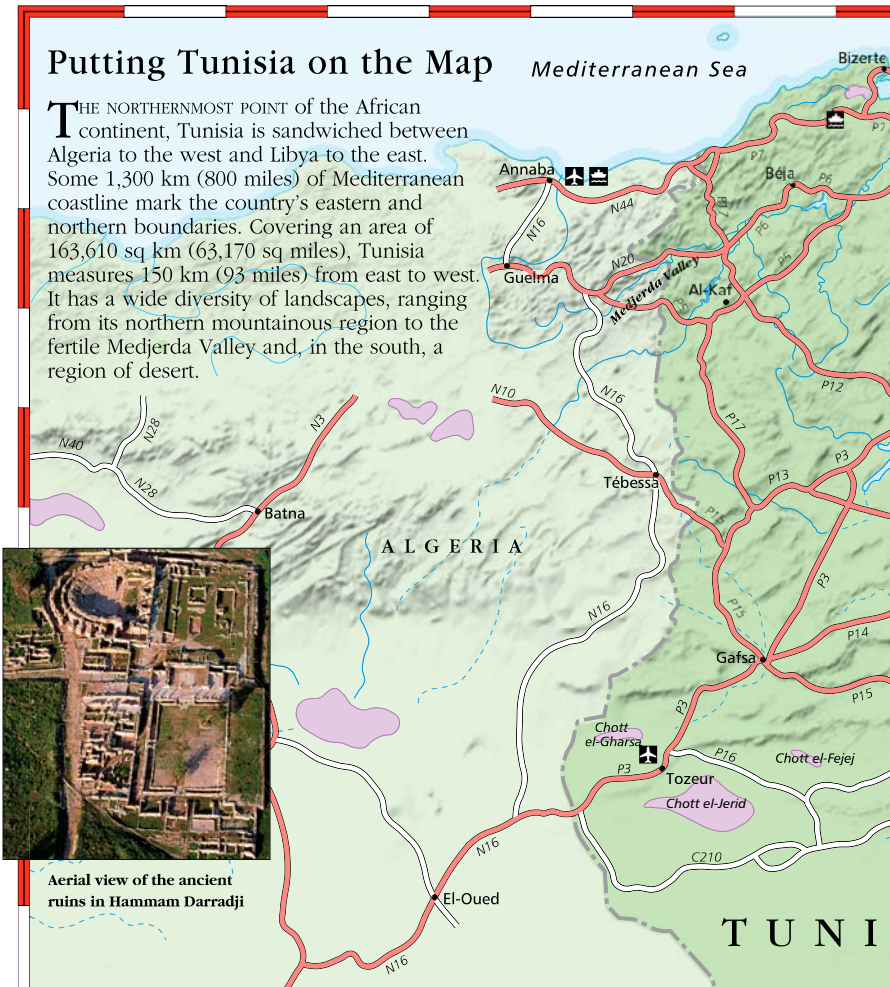 Putting Tunisia on the Map
THE NORTHERNMOST POINT of the African
continent, Tunisia is sandwiched between
Algeria to the west and Libya to the east.
Some 1,300 km (800 miles) of Mediterranean
coastline mark the country's eastern and
northern boundaries. Covering an area of
163,610 sq km (63,170 sq miles), Tunisia
measures 150 km (93 miles) from east to west.
It has a wide diversity of landscapes, ranging
from its northern mountainous region to the
fertile Medjerda Valley and, in the south, a
region of desert.
Mediterranean Sea
Bizerte
P7
P7
Annaba
Béja
P6
N44
P17
N16
P6
N20
P5
Guelma
Medjerda Valley
Al-Kaf
P5
P12
N16
N10
N3
N28
N40
P17
P3
N28
P13
Tébessa
Batna
P15
ALGERIA
P3
N16
P15
P14
Gafsa
P15
P3
Chott
el-Gharsa
P16
Chott el-Fejej
P3
Tozeur
Chott el-Jerid
N16
C210
Aerial view of the ancient
ruins in Hammam Darradji
El-Oued
TUNI
N16